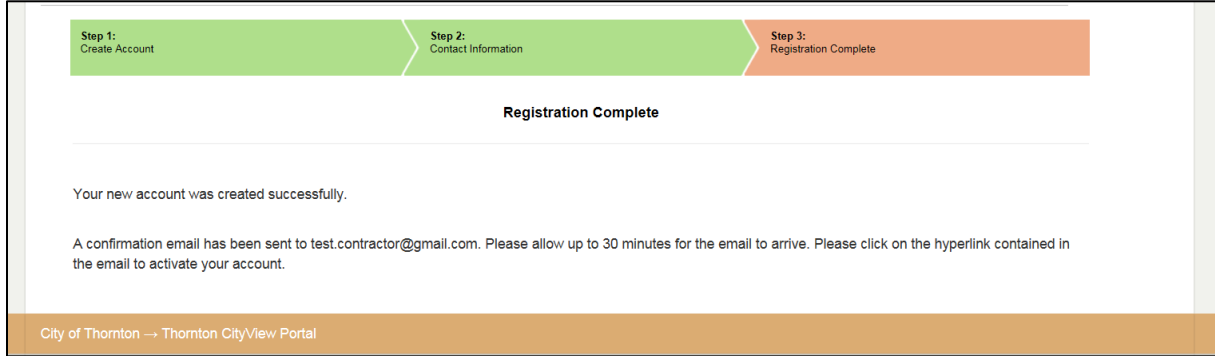 Step 1:
Create Account
Step 2:
Contact Information
Step 3:
Registration Complete
Registration Complete
Your new account was created successfully.
A confirmation email has been sent to test.contractor@gmail.com. Please allow up to 30 minutes for the email to arrive. Please click on the hyperlink contained in
the email to activate your account.
City of Thornton → Thornton CityView Portal